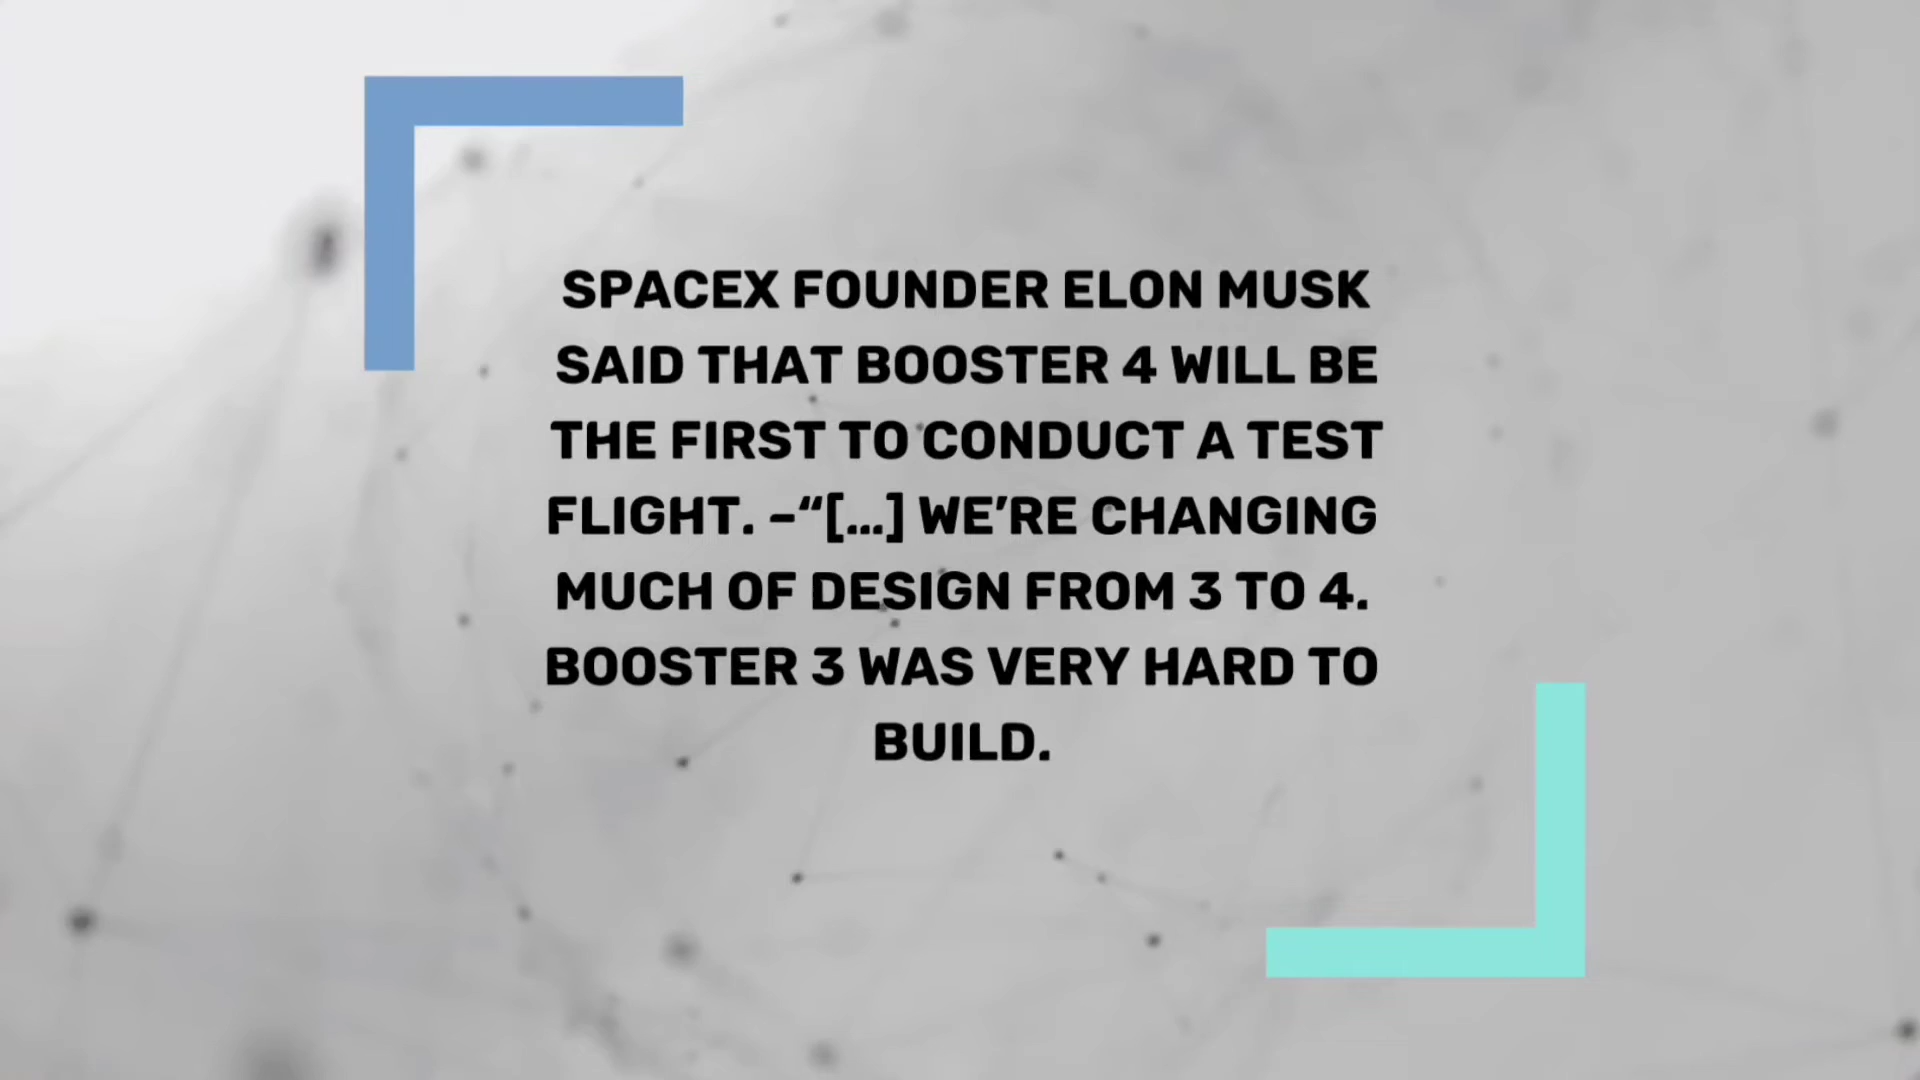 SPACEX FOUNDER ELON MUSK
SAID THAT BOOSTER 4 WILL BE
THE FIRST TO CONDUCT A TEST
FLIGHT. –“[...] WE’RE CHANGING
MUCH OF DESIGN FROM 3 TO 4.
BOOSTER 3 WAS VERY HARD TO
BUILD.